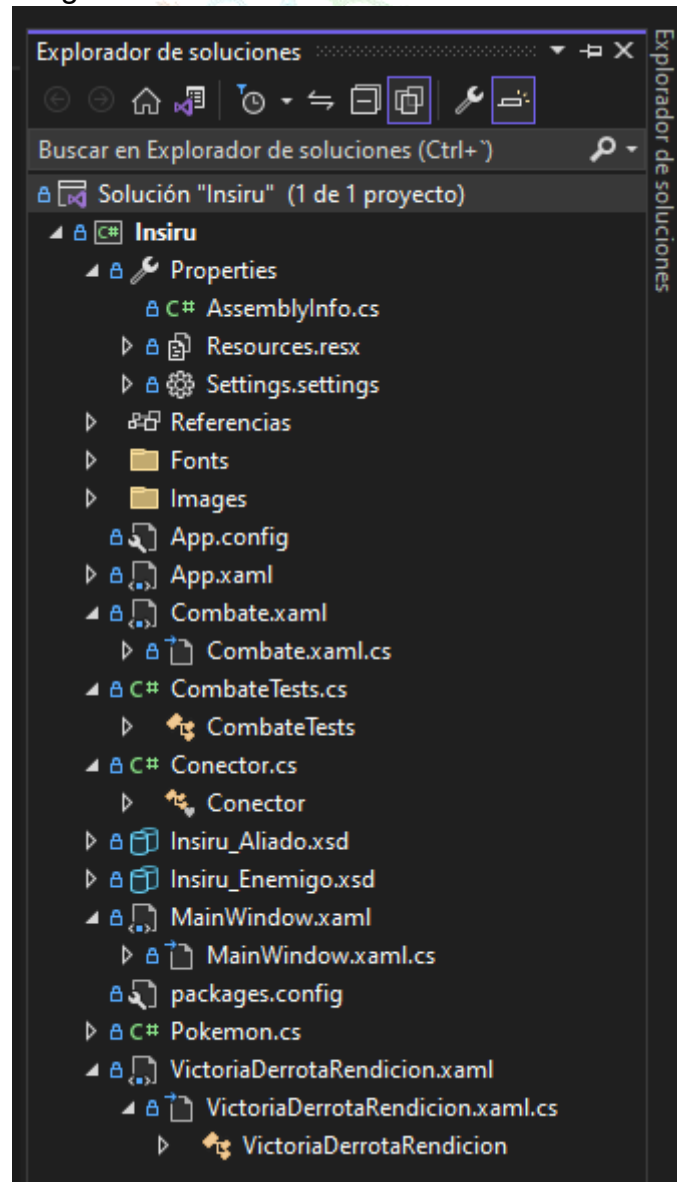 Explorador de soluciones
Buscar en Explorador de soluciones (Ctrl+`)
Solución "Insiru" (1 de 1 proyecto)
C# Insiru
Properties
C# AssemblyInfo.cs
Resources.resx
Settings.settings
Referencias
Fonts
Images
App.config
App.xaml
Combate.xaml
Combate.xaml.cs
C# CombateTests.cs
CombateTests
C# Conector.cs
Conector
Insiru_Aliado.xsd
Insiru_Enemigo.xsd
MainWindow.xaml
MainWindow.xaml.cs
packages.config
C# Pokemon.cs
VictoriaDerrotaRendicion.xaml
VictoriaDerrotaRendicion.xaml.cs
VictoriaDerrotaRendicion
Explorador de soluciones